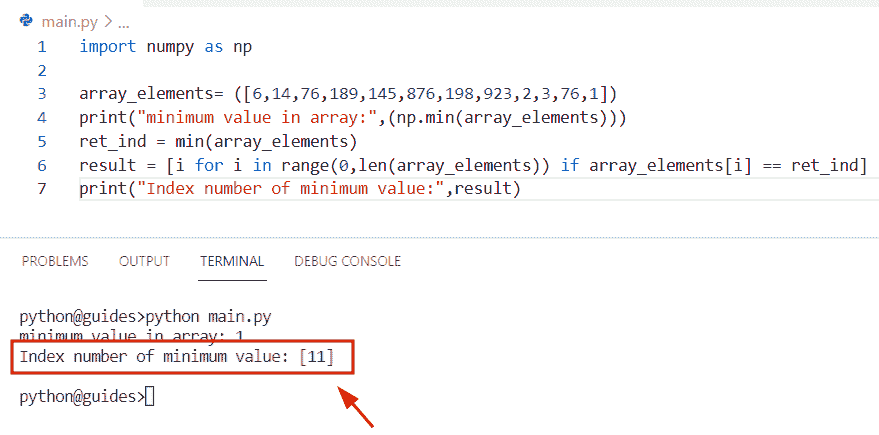 main.py > ...
1 import numpy as np
2
3 array_elements= ([6,14,76,189,145,876,198,923,2,3,76,1])
4 print("minimum value in array:",(np.min(array_elements)))
5 ret_ind = min(array_elements)
6 result = [i for i in range(0,len(array_elements)) if array_elements[i] == ret_ind]
7 print("Index number of minimum value:",result)
PROBLEMS OUTPUT TERMINAL DEBUG CONSOLE
python@guides>python main.py
minimum value in array: 1
Index number of minimum value: [11]
python@guides>